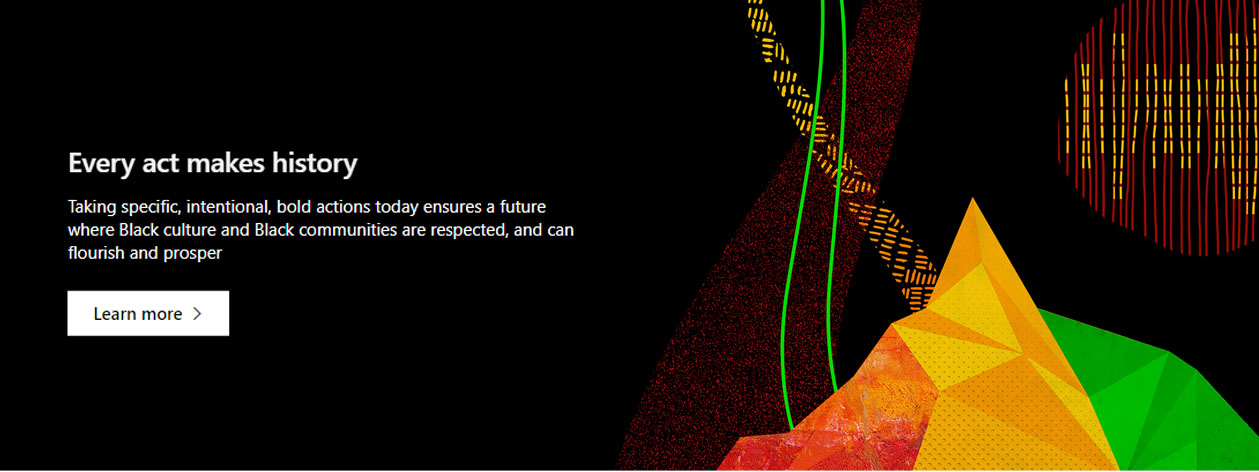 Every act makes history
Taking specific, intentional, bold actions today ensures a future
where Black culture and Black communities are respected, and can
flourish and prosper
Learn more